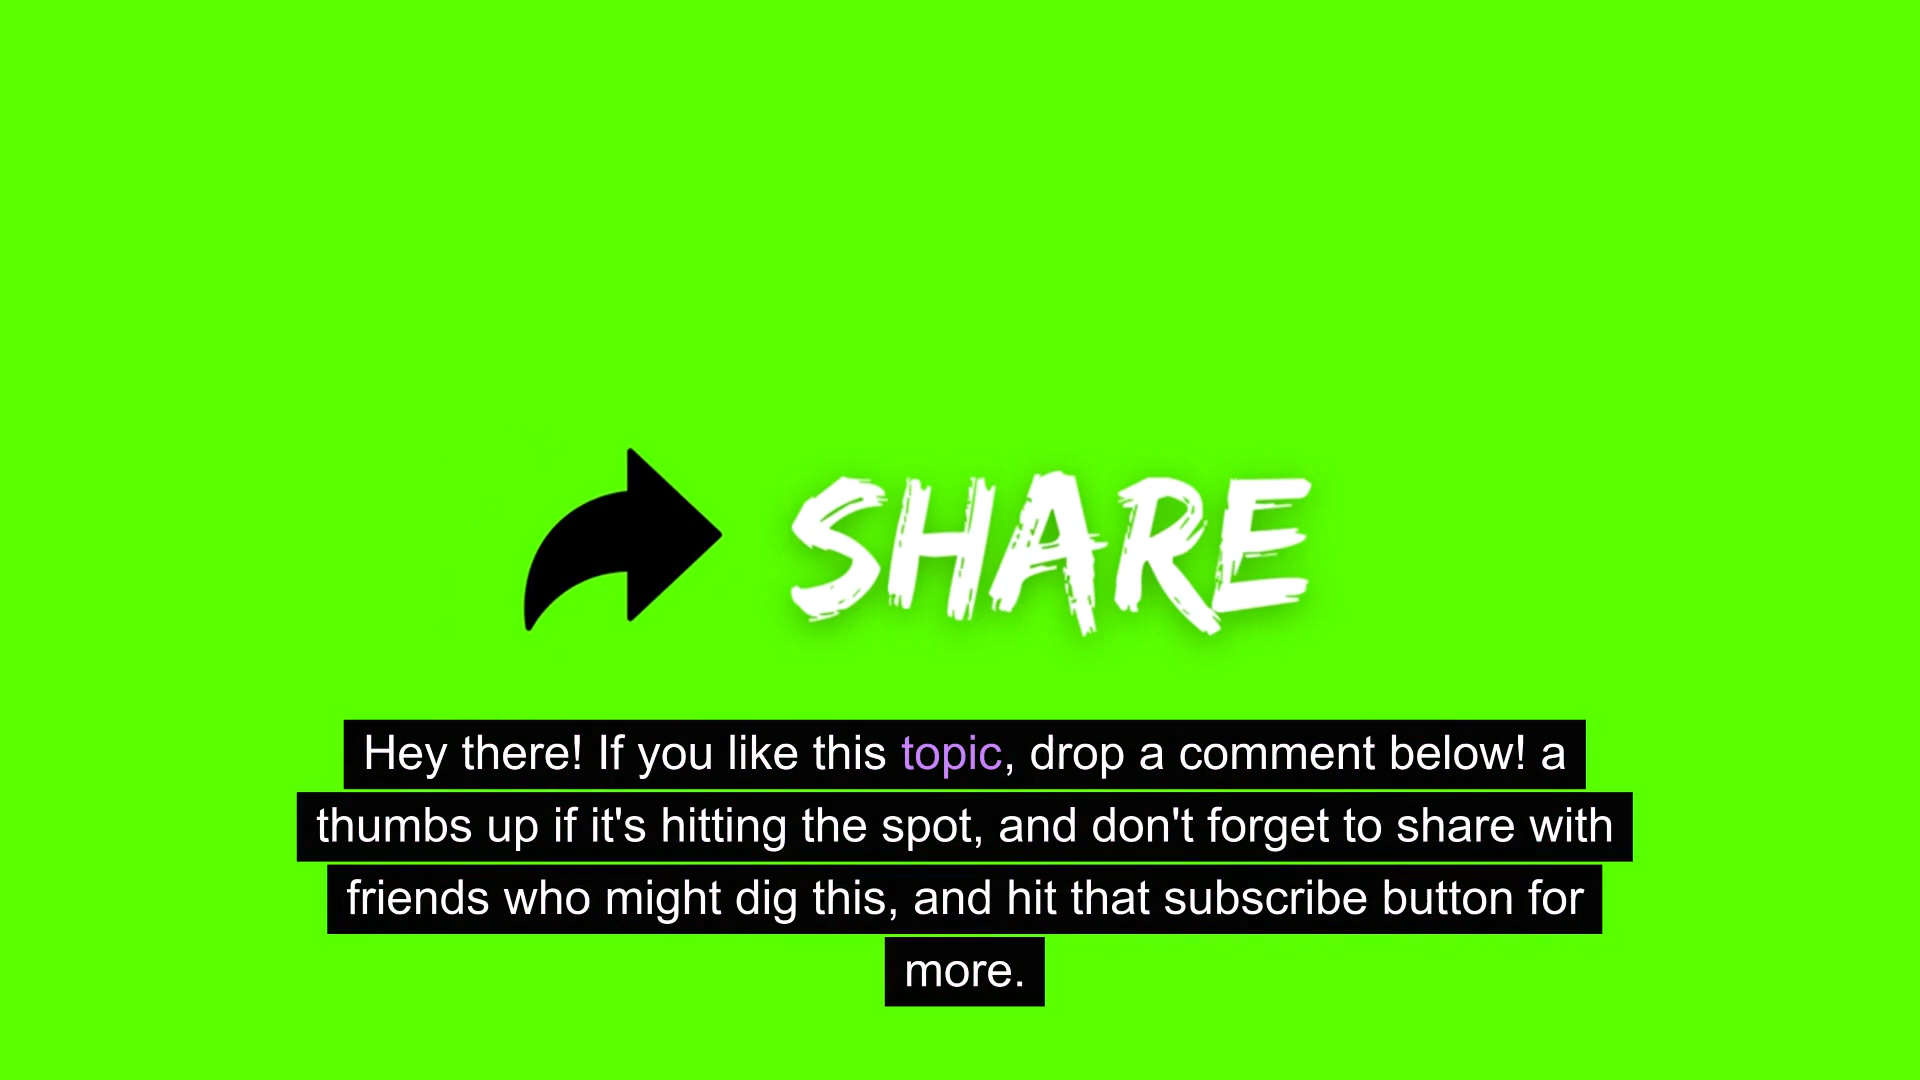 SHARE
Hey there! If you like this topic, drop a comment below! a
thumbs up if it's hitting the spot, and don't forget to share with
friends who might dig this, and hit that subscribe button for
more.